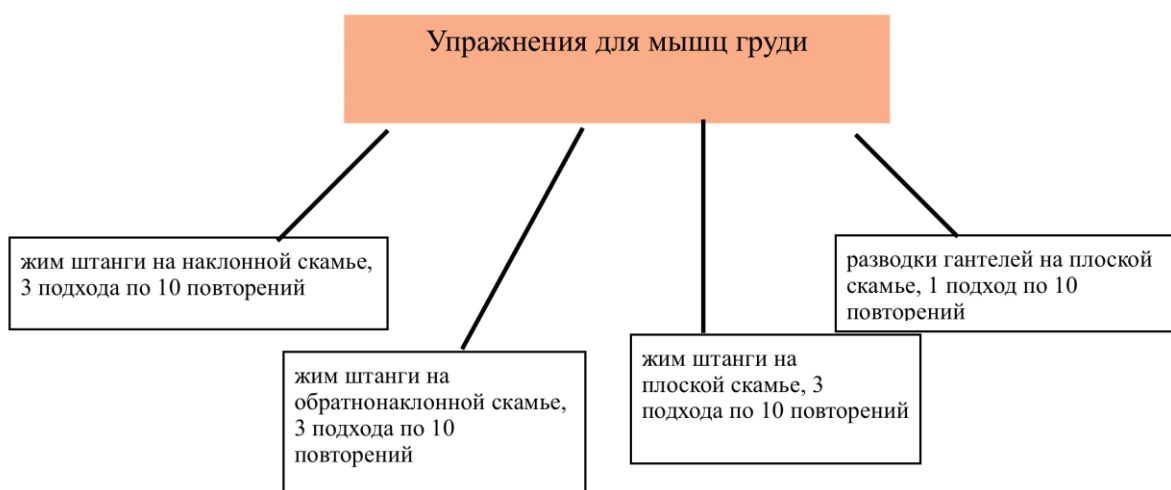 Упражнения для мышц груди
жим штанги на наклонной скамье,
3 подхода по 10 повторений
жим штанги на
обратнонаклонной скамье,
3 подхода по 10
повторений
жим штанги на
плоской скамье, 3
подхода по 10 повторений
разводки гантелей на плоской
скамье, 1 подход по 10
повторений